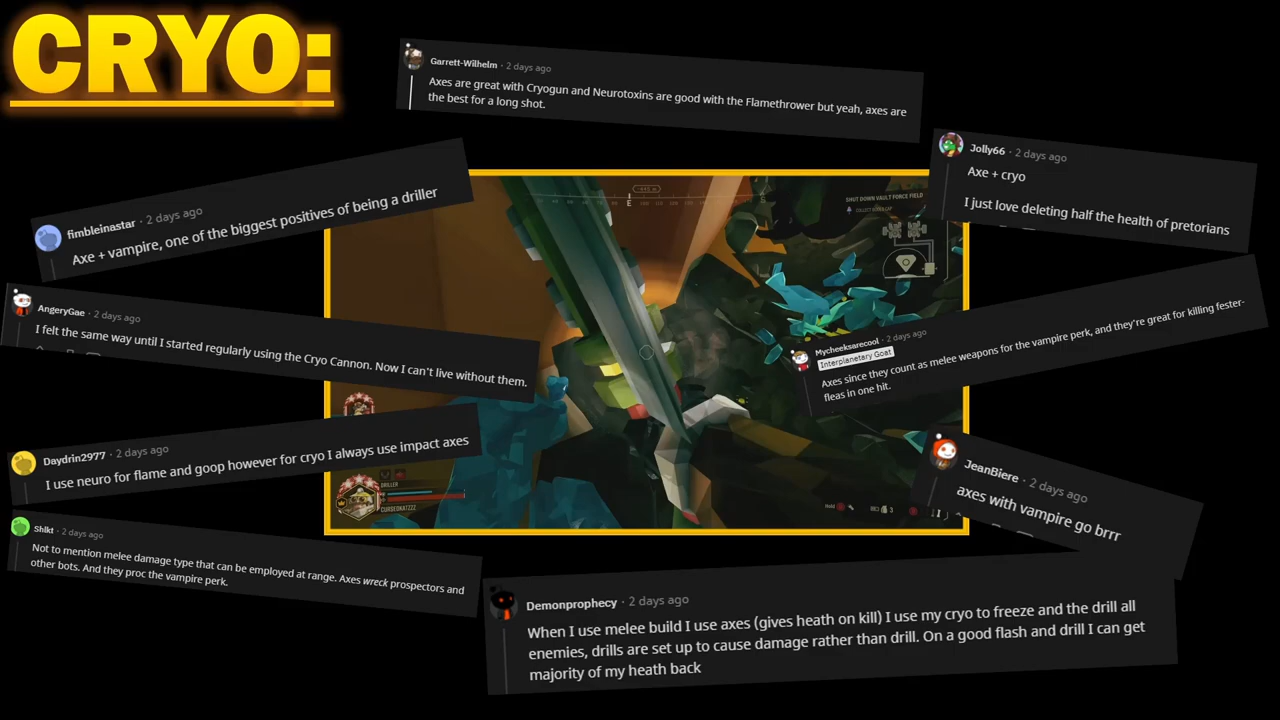 CRYO:
Garrett-Wilhelm · 2 days ago
Axes are great with Cryogun and Neurotoxins are good with the Flamethrower but yeah, axes are
the best for a long shot.
Jolly66 · 2 days ago
Axe + cryo
I just love deleting half the health of pretorians
fimbleinastar · 2 days ago
Axe + vampire, one of the biggest positives of being a driller
E
SHUT DOWN VAULT FORCE FIELD
AngeryGae · 2 days ago
I felt the same way until I started regularly using the Cryo Cannon. Now I can't live without them.
Mycheeksarecool · 2 days ago
Interplanetary Goat
Axes since they count as melee weapons for the vampire perk, and they're great for killing fester-
fleas in one hit.
Daydrin2977 · 2 days ago
I use neuro for flame and goop however for cryo I always use impact axes
JeanBiere · 2 days ago
axes with vampire go brrr
DRILLER
CURSEDKATZZZ
Shlkt · 2 days ago
Not to mention melee damage type that can be employed at range. Axes wreck prospectors and
other bots. And they proc the vampire perk.
Demonprophecy · 2 days ago
When I use melee build I use axes (gives heath on kill) I use my cryo to freeze and the drill all
enemies, drills are set up to cause damage rather than drill. On a good flash and drill I can get
majority of my heath back